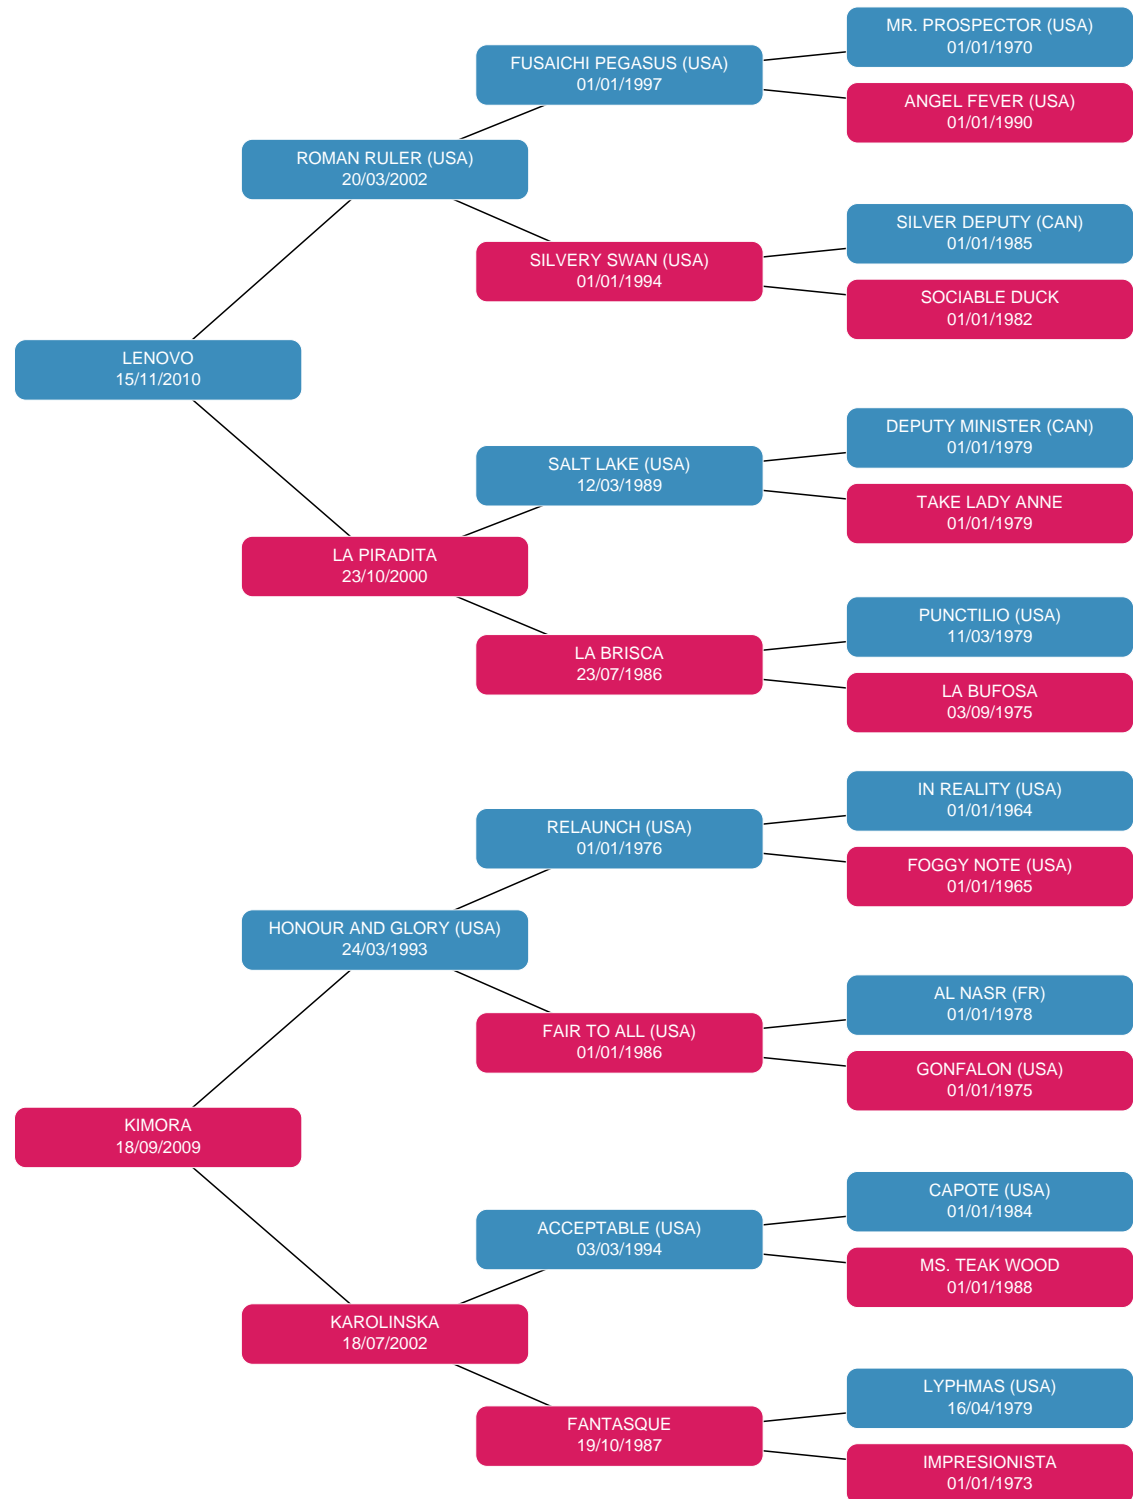 MR. PROSPECTOR (USA)
01/01/1970
FUSAICHI PEGASUS (USA)
01/01/1997
ANGEL FEVER (USA)
01/01/1990
ROMAN RULER (USA)
20/03/2002
SILVER DEPUTY (CAN)
01/01/1985
SILVERY SWAN (USA)
01/01/1994
SOCIABLE DUCK
01/01/1982
LENOVO
15/11/2010
DEPUTY MINISTER (CAN)
01/01/1979
SALT LAKE (USA)
12/03/1989
TAKE LADY ANNE
01/01/1979
LA PIRADITA
23/10/2000
PUNCTILIO (USA)
11/03/1979
LA BRISCA
23/07/1986
LA BUFOSA
03/09/1975
IN REALITY (USA)
01/01/1964
RELAUNCH (USA)
01/01/1976
FOGGY NOTE (USA)
01/01/1965
HONOUR AND GLORY (USA)
24/03/1993
AL NASR (FR)
01/01/1978
FAIR TO ALL (USA)
01/01/1986
GONFALON (USA)
01/01/1975
KIMORA
18/09/2009
CAPOTE (USA)
01/01/1984
ACCEPTABLE (USA)
03/03/1994
MS. TEAK WOOD
01/01/1988
KAROLINSKA
18/07/2002
LYPHMAS (USA)
16/04/1979
FANTASQUE
19/10/1987
IMPRESIONISTA
01/01/1973